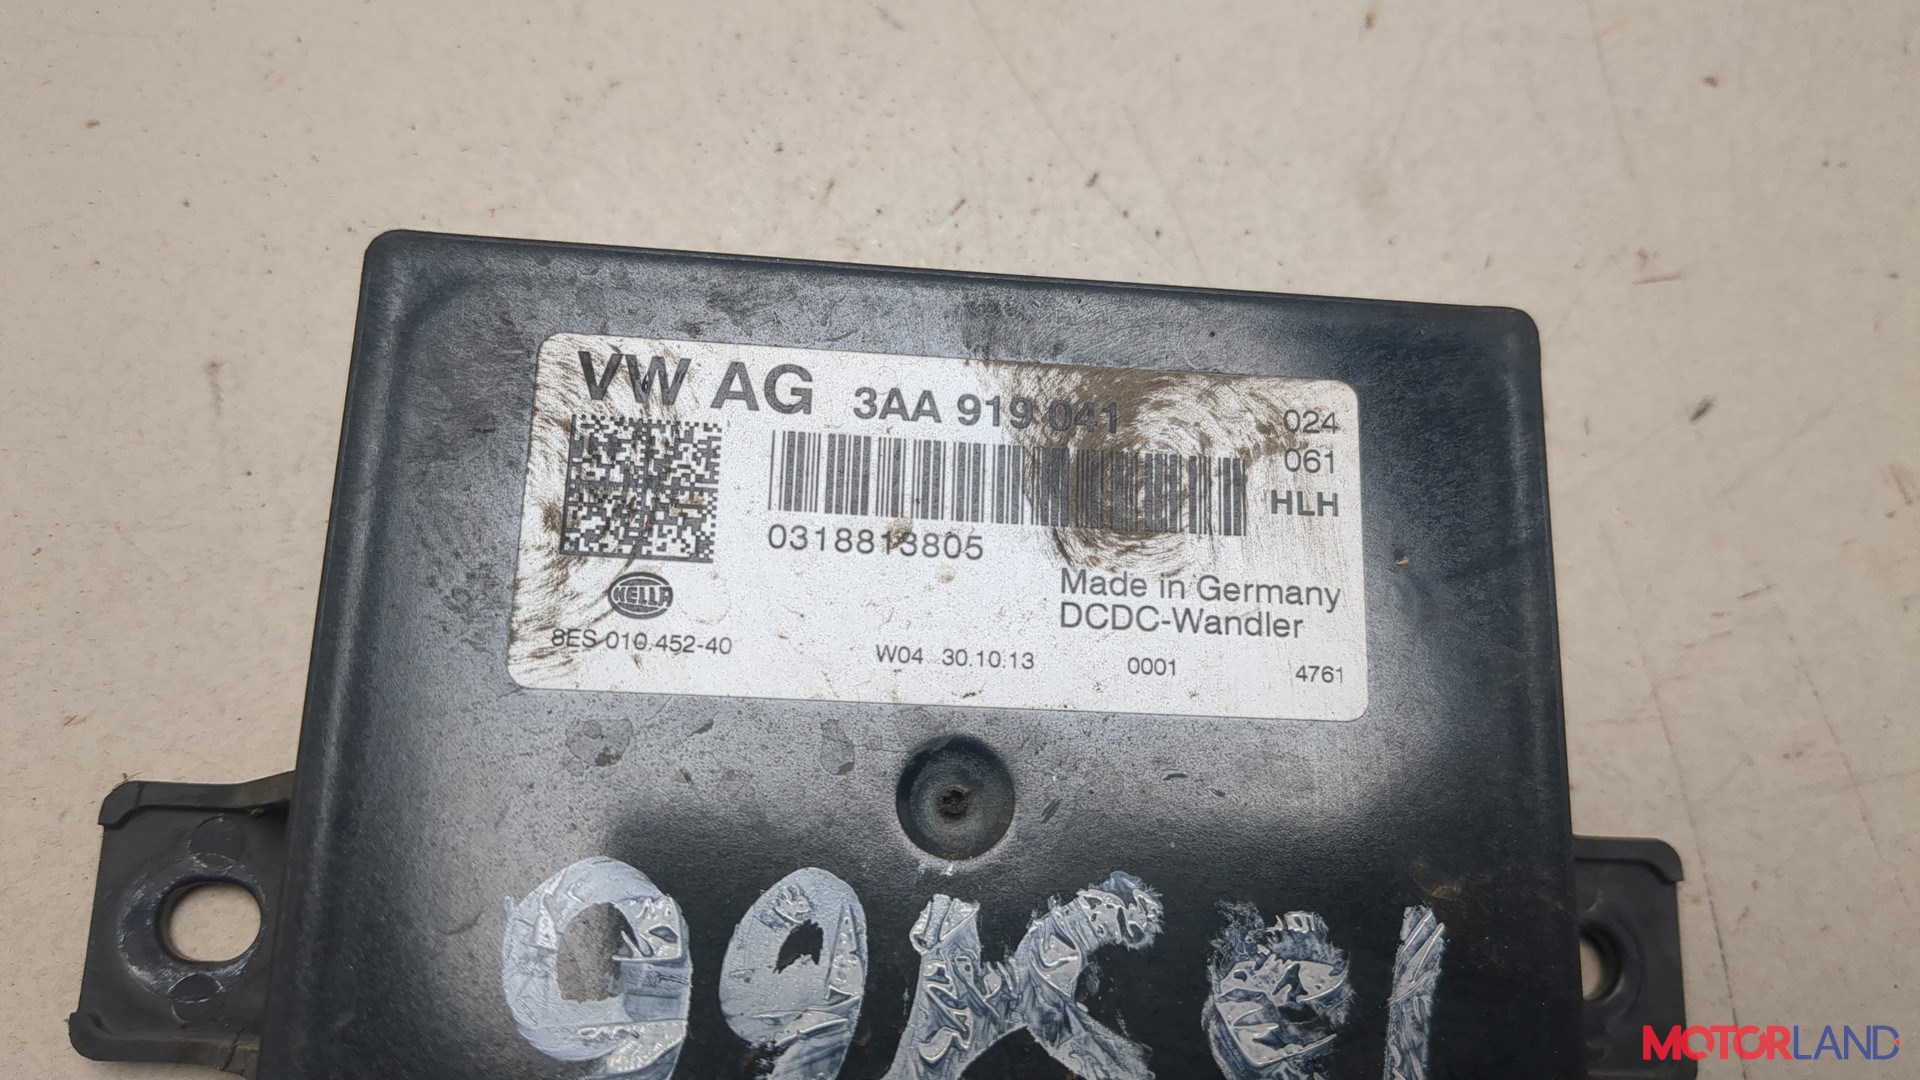 VW AG 3AA 919 041
024
061
HLH
0318813805
Made in Germany
DCDC-Wandler
HELLA
8ES 010.452-40
W04 30.10.13 0001 4761
MOTORLAND